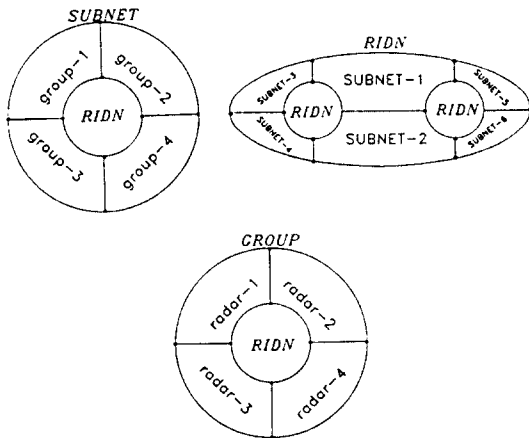 SUBNET
group-1
group-2
RIDN
group-3
group-4
RIDN
SUBNET-3
SUBNET-1
SUBNET-5
RIDN
RIDN
SUBNET-4
SUBNET-2
SUBNET-6
GROUP
radar-1
radar-2
RIDN
radar-3
radar-4